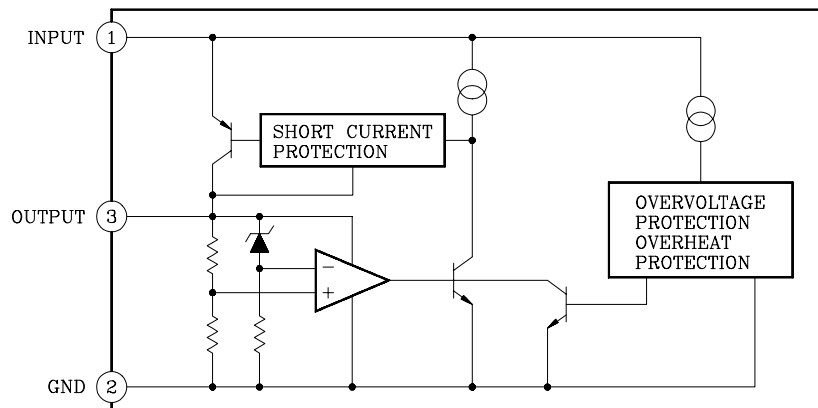 INPUT 1
SHORT CURRENT
PROTECTION
OUTPUT 3
OVERVOLTAGE
PROTECTION
OVERHEAT
PROTECTION
−
+
GND 2